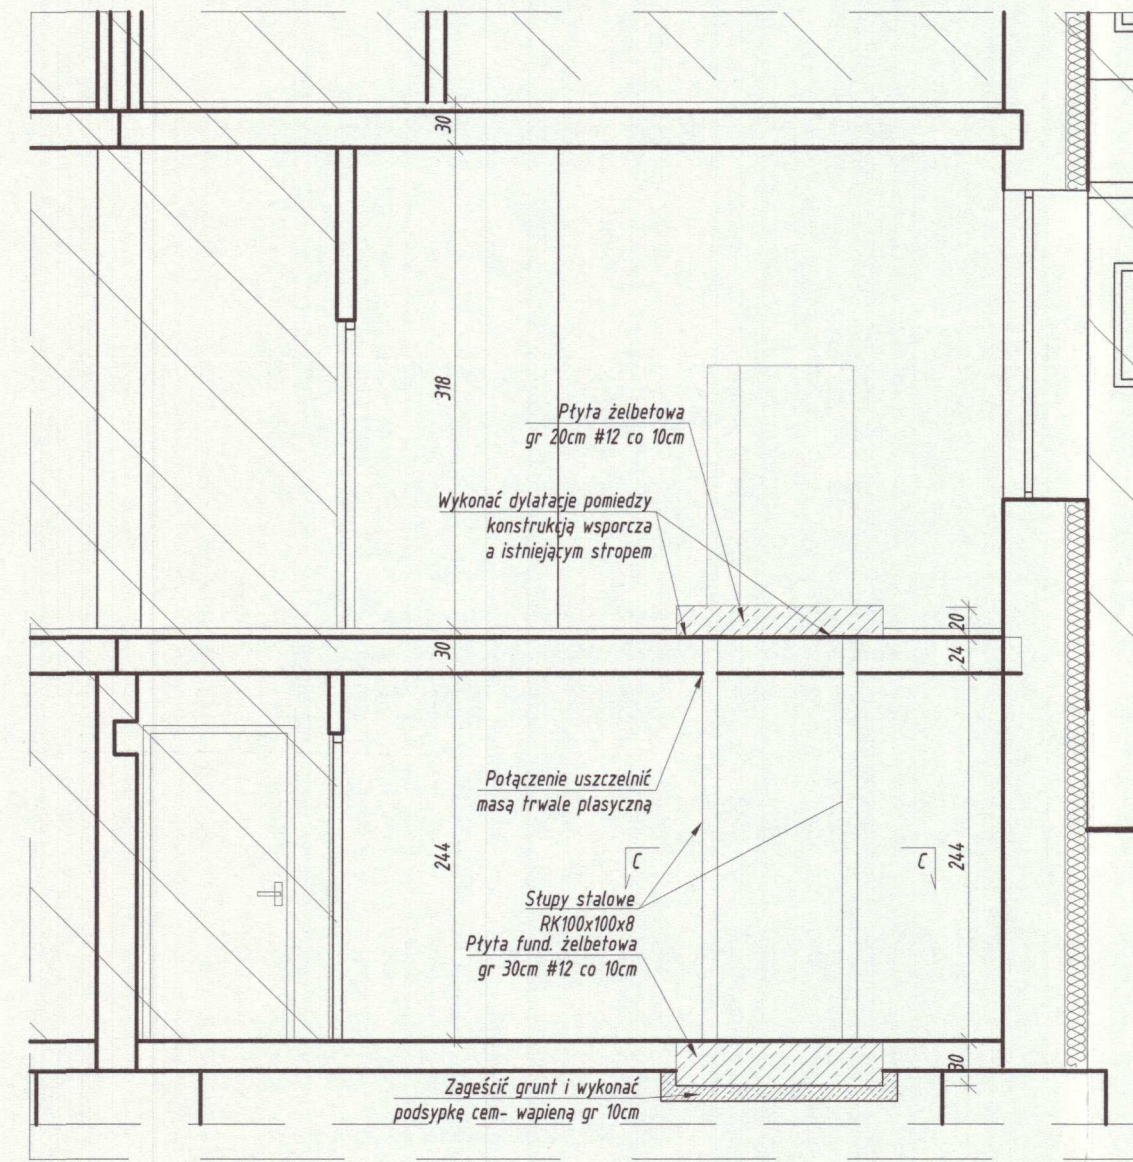 30
318
Płyta żelbetowa
gr 20cm #12 co 10cm
Wykonać dylatacje pomiedzy
konstrukcją wsporcza
a istniejącym stropem
20
30
24
Połączenie uszczelnić
masą trwale plasyczną
244
C
C
244
Słupy stalowe
RK100x100x8
Płyta fund. żelbetowa
gr 30cm #12 co 10cm
30
Zageścić grunt i wykonać
podsypkę cem- wapieną gr 10cm